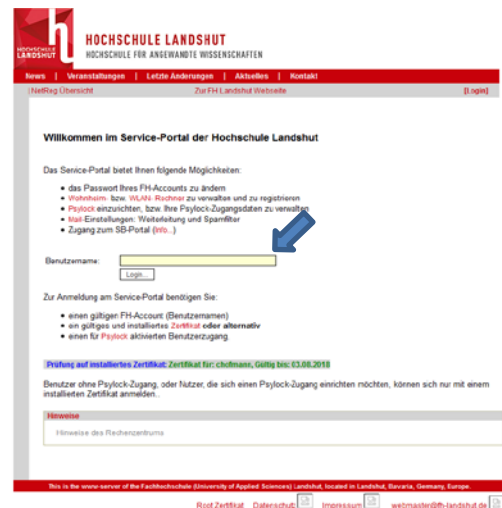 HOCHSCHULE
LANDSHUT
HOCHSCHULE LANDSHUT
HOCHSCHULE FÜR ANGEWANDTE WISSENSCHAFTEN
News | Veranstaltungen | Letzte Änderungen | Aktuelles | Kontakt
NetReg Übersicht Zur FH Landshut Webseite [Login]
Willkommen im Service-Portal der Hochschule Landshut
Das Service-Portal bietet Ihnen folgende Möglichkeiten:
• das Passwort Ihres FH-Accounts zu ändern
• Wohnheim- bzw. WLAN-Rechner zu verwalten und zu registrieren
• Psylock einzurichten, bzw. Ihre Psylock-Zugangsdaten zu verwalten
• Mail-Einstellungen: Weiterleitung und Spamfilter
• Zugang zum SB-Portal (Info...)
Benutzername:
Login...
Zur Anmeldung am Service-Portal benötigen Sie:
• einen gültigen FH-Account (Benutzernamen)
• ein gültiges und installiertes Zertifikat oder alternativ
• einen für Psylock aktivierten Benutzerzugang
Prüfung auf installiertes Zertifikat: Zertifikat für: chofmann, Gültig bis: 03.08.2018
Benutzer ohne Psylock-Zugang, oder Nutzer, die sich einen Psylock-Zugang einrichten möchten, können sich nur mit einem
installierten Zertifikat anmelden..
Hinweise
Hinweise des Rechenzentrums
This is the www-server of the Fachhochschule (University of Applied Sciences) Landshut, located in Landshut, Bavaria, Germany, Europe.
Root Zertifikat Datenschutz Impressum webmaster@fh-landshut.de